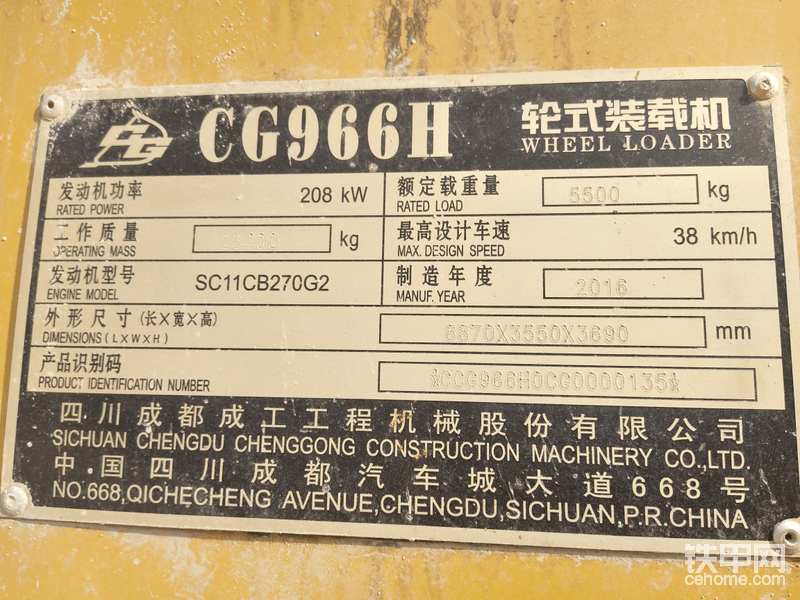 CG CG966H 轮式装载机
WHEEL LOADER
发动机功率 208 kW 额定载重量 5500 kg
RATED POWER RATED LOAD
工作质量 kg 最高设计车速 38 km/h
OPERATING MASS MAX. DESIGN SPEED
发动机型号 SC11CB270G2 制造年度 2016
ENGINE MODEL MANUF. YEAR
外形尺寸(长×宽×高) 8870X3550X3690 mm
DIMENSIONS (L×W×H)
产品识别码 CCG966H0CG0000135
PRODUCT IDENTIFICATION NUMBER
四川成都成工工程机械股份有限公司
SICHUAN CHENGDU CHENGGONG CONSTRUCTION MACHINERY CO.,LTD.
中国四川成都汽车城大道668号
NO.668,QICHECHENG AVENUE,CHENGDU,SICHUAN,P.R.CHINA
铁甲网
cehome.com